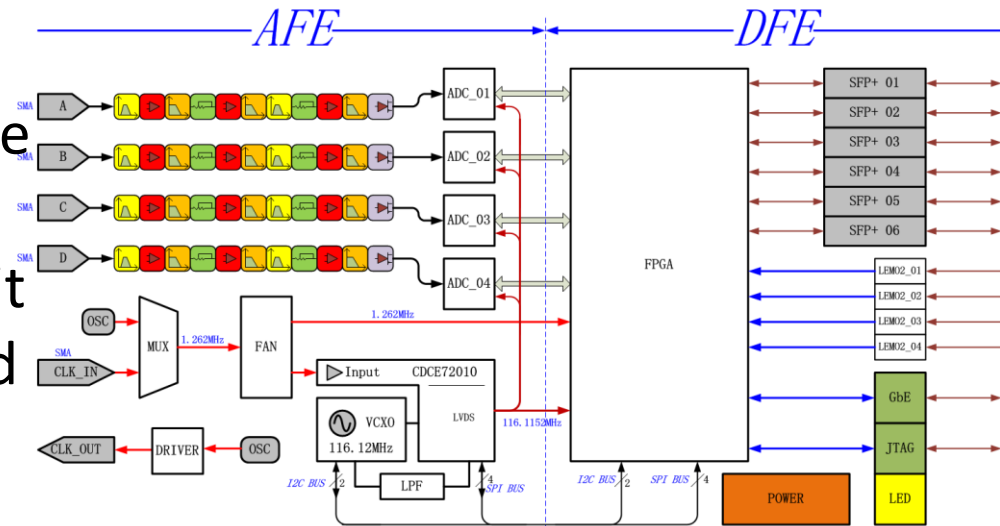 AFE
DFE
SMA
A
ADC_01
SFP+ 01
e
SFP+ 02
SMA
B
ADC_02
SFP+ 03
SFP+ 04
SMA
C
ADC_03
SFP+ 05
SFP+ 06
SMA
D
FPGA
ADC_04
LEMO2_01
it
LEMO2_02
OSC
1.262MHz
LEMO2_03
MUX
1.262MHz
FAN
LEMO2_04
d
SMA
CLK_IN
Input
CDCE72010
GbE
VCXO
LVDS
116.1152MHz
116.12MHz
CLK_OUT
DRIVER
OSC
JTAG
I2C BUS
2
LPF
4
SPI BUS
I2C BUS
2
SPI BUS
4
POWER
LED